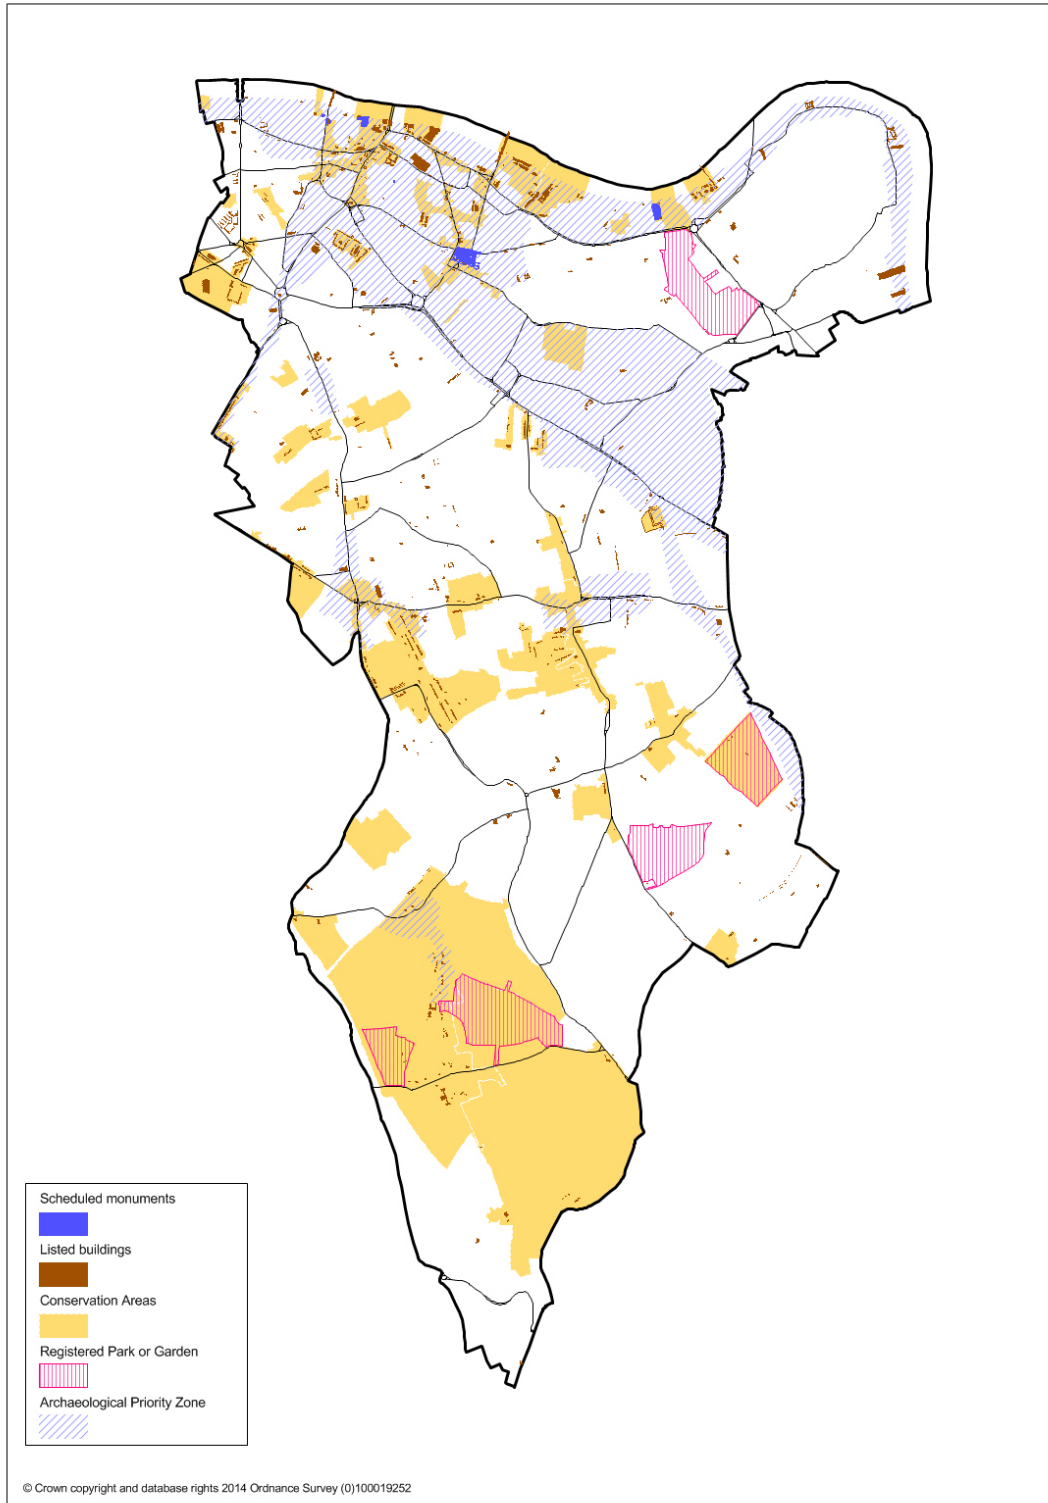 Scheduled monuments
Listed buildings
Conservation Areas
Registered Park or Garden
Archaeological Priority Zone
© Crown copyright and database rights 2014 Ordnance Survey (0)100019252